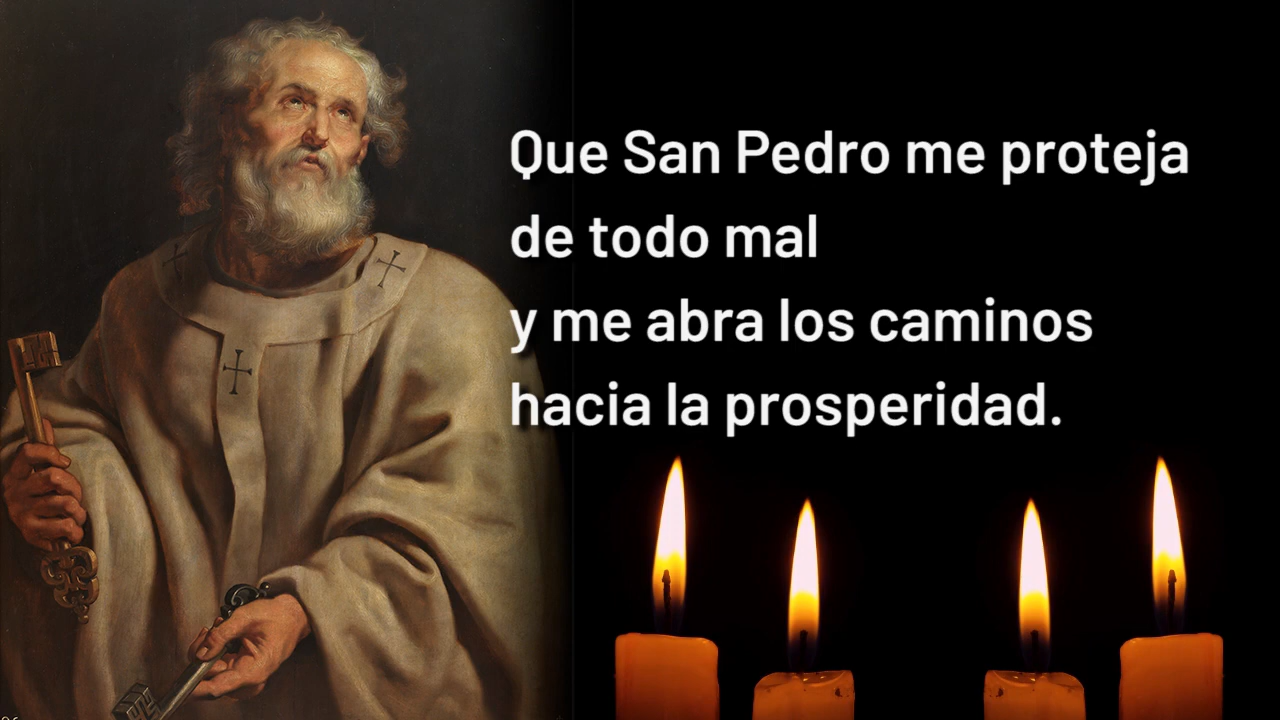 Que San Pedro me proteja
de todo mal
y me abra los caminos
hacia la prosperidad.